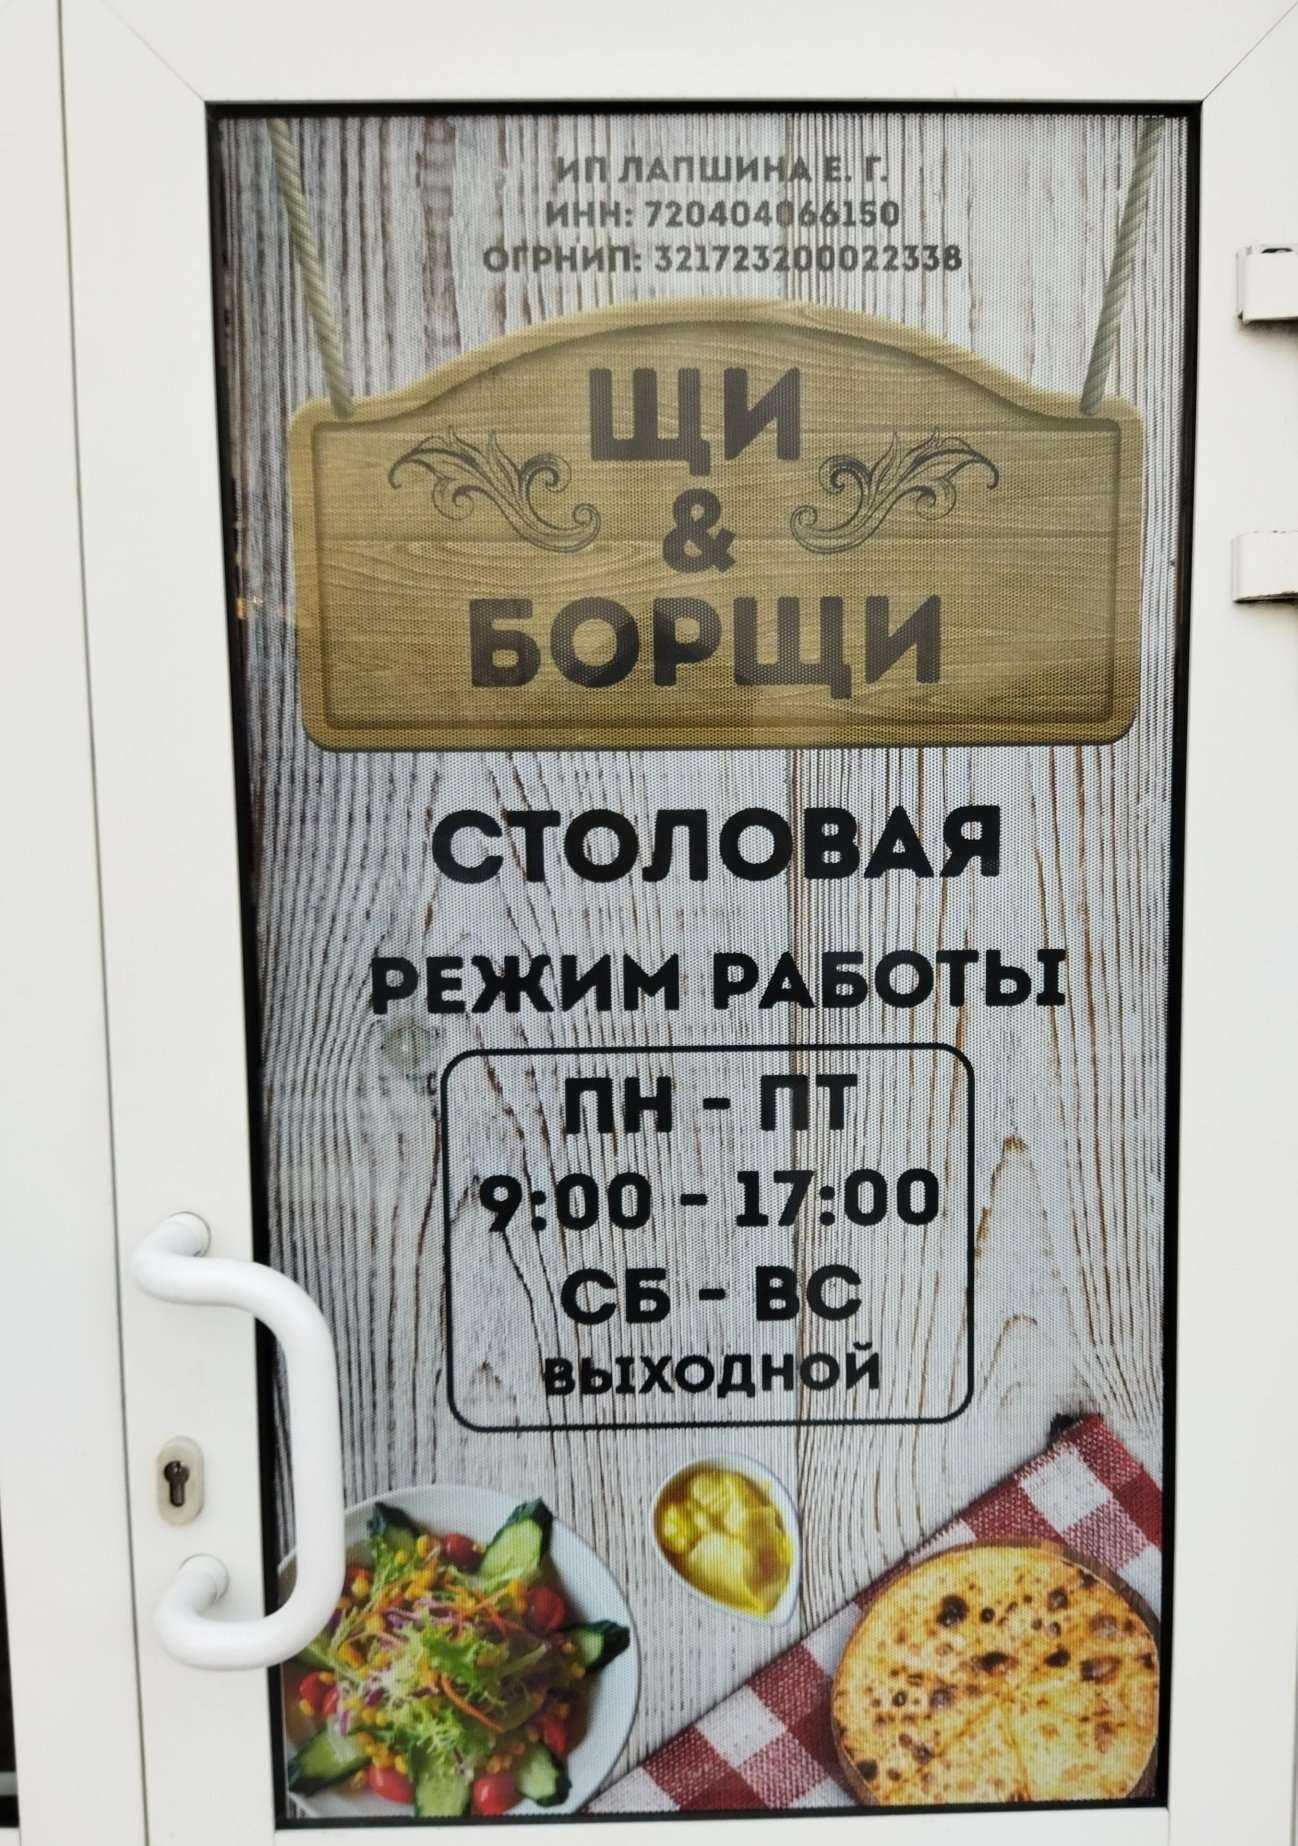 ИП ЛАПШИНА Е. Г.
ИНН: 720404066150
ОГРНИП: 321723200022338
ЩИ
&
БОРЩИ
СТОЛОВАЯ
РЕЖИМ РАБОТЫ
ПН - ПТ
9:00 - 17:00
СБ - ВС
ВЫХОДНОЙ